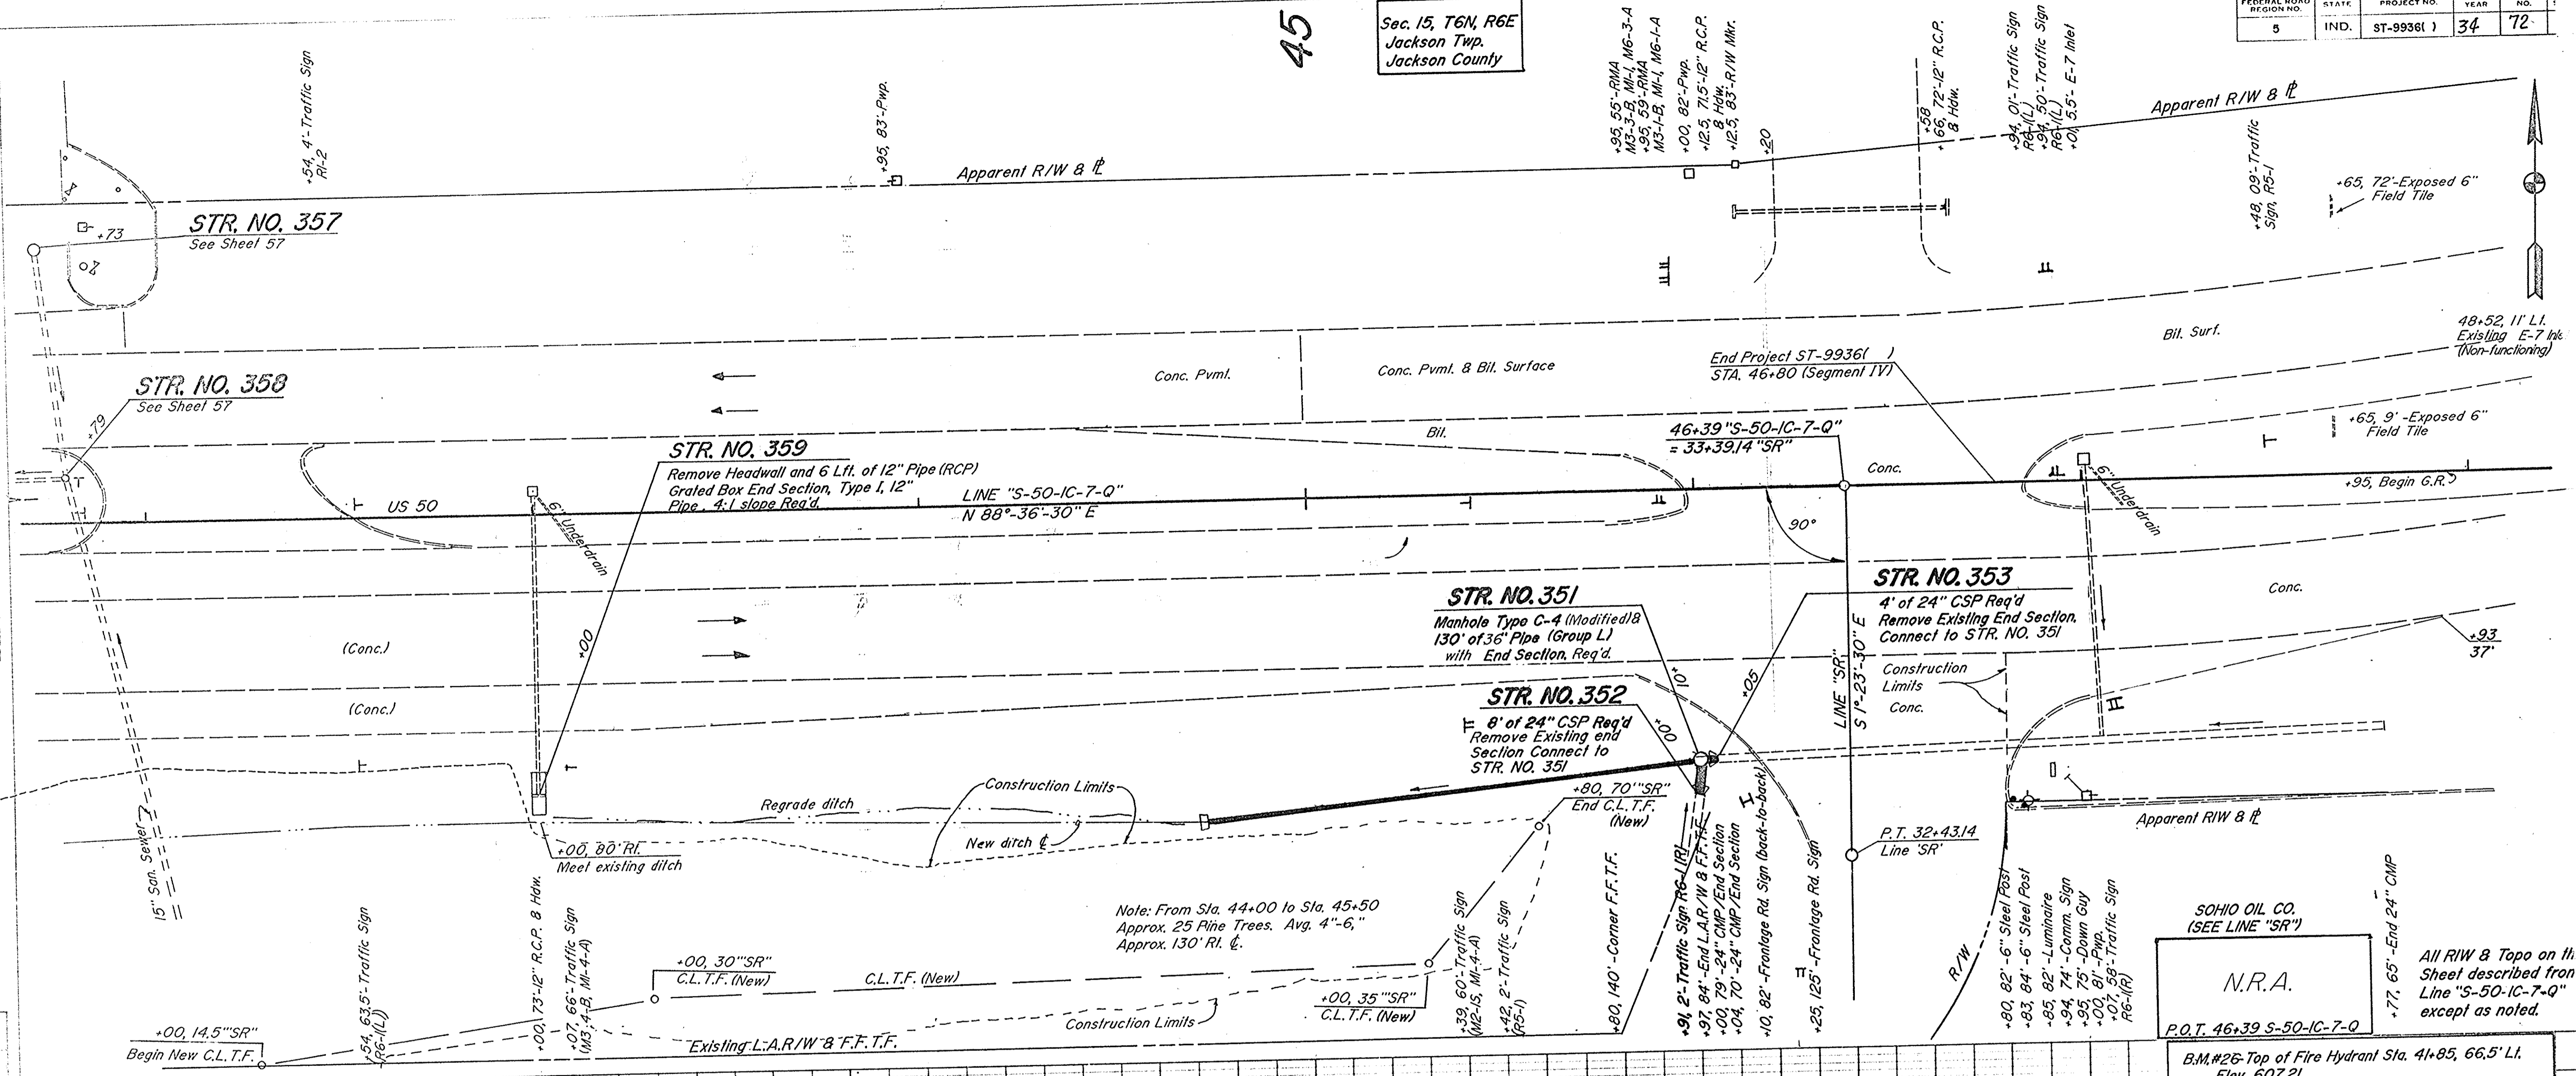 45
Sec. 15, T6N, R6E
Jackson Twp.
Jackson County
FEDERAL ROAD
REGION NO.
STATE
PROJECT NO.
YEAR
NO.
5
IND.
ST-9936( )
34
72
+54, 4'-Traffic Sign
R1-2
+95, 83'-Pwp.
+95, 55'-RMA
M3-3-B, M1-1, M6-3-A
+95, 59'-RMA
M3-1-B, M1-1, M6-1-A
+00, 82'-Pwp.
+12.5, 71.5'-12" R.C.P.
& Hdw.
+12.5, 83'-R/W Mkr.
+20
+58
+66, 72'-12" R.C.P.
& Hdw.
+94, 01'-Traffic Sign
R6-1(L)
+94, 50'-Traffic Sign
R6-1(L)
+01, 5.5'-E-7 Inlet
Apparent R/W & ⅊
Apparent R/W & ⅊
+48, 09'-Traffic
Sign, R5-1
+65, 72'-Exposed 6"
Field Tile
STR. NO. 357
See Sheet 57
+73
STR. NO. 358
See Sheet 57
+79
Conc. Pvmt.
Conc. Pvmt. & Bit. Surface
End Project ST-9936( )
STA. 46+80 (Segment IV)
Bit. Surf.
48+52, 11' Lt.
Existing E-7
(Non-functioning)
+65, 9'-Exposed 6"
Field Tile
STR. NO. 359
Remove Headwall and 6 Lft. of 12" Pipe (RCP)
Grated Box End Section, Type I, 12"
Pipe, 4:1 slope Req'd.
Bit.
46+39 "S-50-IC-7-Q"
= 33+39.14 "SR"
Conc.
US 50
LINE "S-50-IC-7-Q"
N 88°-36'-30" E
6" Underdrain
6" Underdrain
+95, Begin G.R.
90°
STR. NO. 351
Manhole Type C-4 (Modified) &
130' of 36" Pipe (Group L)
with End Section, Req'd.
STR. NO. 353
4' of 24" CSP Req'd
Remove Existing End Section,
Connect to STR. NO. 351
Conc.
+93
37'
+00
(Conc.)
(Conc.)
+10
+05
LINE "SR"
S 1°-23'-30" E
Construction
Limits
Conc.
STR. NO. 352
8' of 24" CSP Req'd
Remove Existing end
Section Connect to
STR. NO. 351
+00
15" San. Sewer
Regrade ditch
Construction Limits
New ditch ℄
+00, 80' Rt.
Meet existing ditch
+80, 70' "SR"
End C.L.T.F.
(New)
P.T. 32+43.14
Line "SR"
Apparent R/W & ⅊
Note: From Sta. 44+00 to Sta. 45+50
Approx. 25 Pine Trees. Avg. 4"-6,"
Approx. 130' Rt. ℄.
+00, 14.5' "SR"
Begin New C.L.T.F.
+54, 63.5'-Traffic Sign
(R6-1(L))
+00, 73'-12" R.C.P. & Hdw.
+07, 66'-Traffic Sign
(M3-4-B, M1-4-A)
+00, 30' "SR"
C.L.T.F. (New)
C.L.T.F. (New)
Existing L.A.R/W & F.F.T.F.
Construction Limits
+00, 35' "SR"
C.L.T.F. (New)
+39, 60'-Traffic Sign
(M2-1S, M1-4-A)
+42, 2'-Traffic Sign
(R5-1)
+80, 140'-Corner F.F.T.F.
+91, 2'-Traffic Sign R6-1 (R)
+97, 84'-End L.A.R/W & F.F.T.F.
+00, 79'-24" CMP/End Section
+04, 70'-24" CMP/End Section
+10, 82'-Frontage Rd. Sign (back-to-back)
+25, 125'-Frontage Rd. Sign
R/W
+80, 82'-6" Steel Post
+83, 84'-6" Steel Post
+85, 82'-Luminaire
+94, 74'-Comm. Sign
+95, 75'-Down Guy
+00, 81'-Pwp.
+07, 58'-Traffic Sign
R6-1(R)
SOHIO OIL CO.
(SEE LINE "SR")
N.R.A.
P.O.T. 46+39 S-50-IC-7-Q
+77, 65'-End 24" CMP
All R/W & Topo on
Sheet described from
Line "S-50-IC-7-Q"
except as noted.
B.M.#26-Top of Fire Hydrant Sta. 41+85, 66.5' Lt.
Elev. 607.21